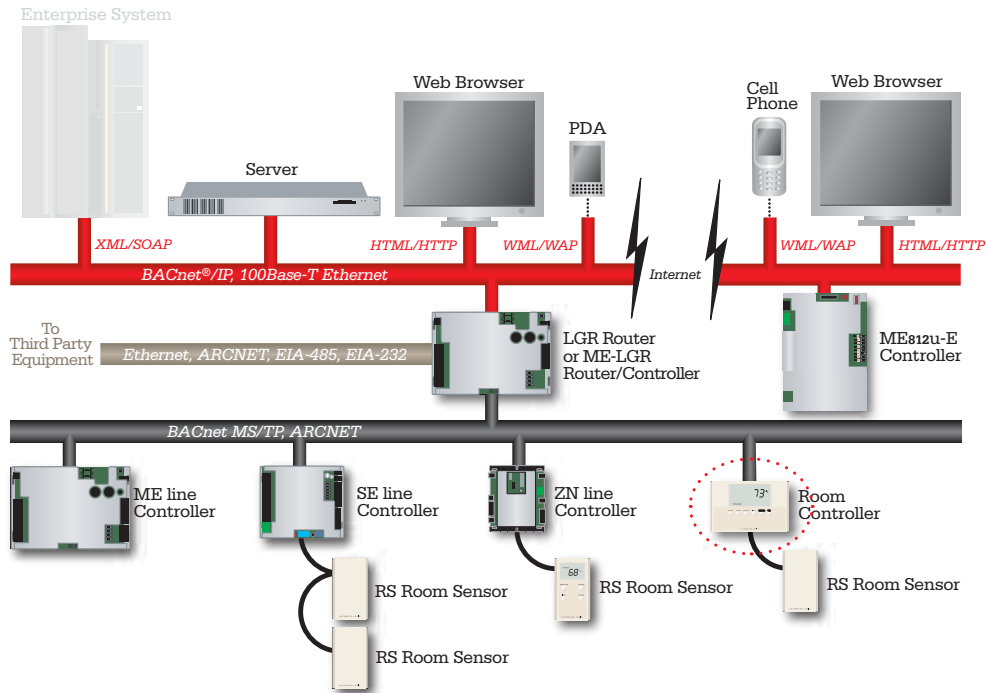 Enterprise System
Web Browser
Cell
Phone
Web Browser
PDA
Server
XML/SOAP
HTML/HTTP
WML/WAP
WML/WAP
HTML/HTTP
BACnet®/IP, 100Base-T Ethernet
Internet
To
Third Party
Equipment
Ethernet, ARCNET, EIA-485, EIA-232
LGR Router
or ME-LGR
Router/Controller
ME812u-E
Controller
BACnet MS/TP, ARCNET
ME line
Controller
SE line
Controller
ZN line
Controller
73°
Room
Controller
RS Room Sensor
68°
RS Room Sensor
RS Room Sensor
RS Room Sensor